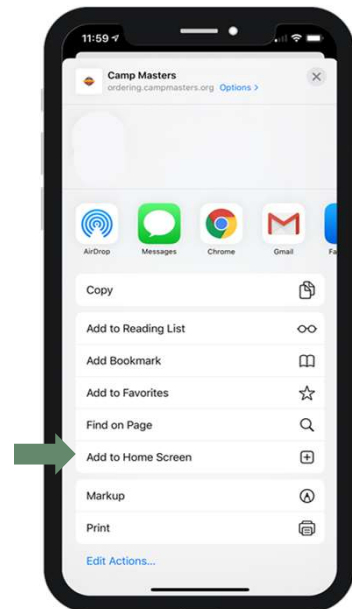 11:59
Camp Masters
ordering.campmasters.org Options >
AirDrop Messages Chrome Gmail Fa
Copy
Add to Reading List
Add Bookmark
Add to Favorites
Find on Page
Add to Home Screen
Markup
Print
Edit Actions...